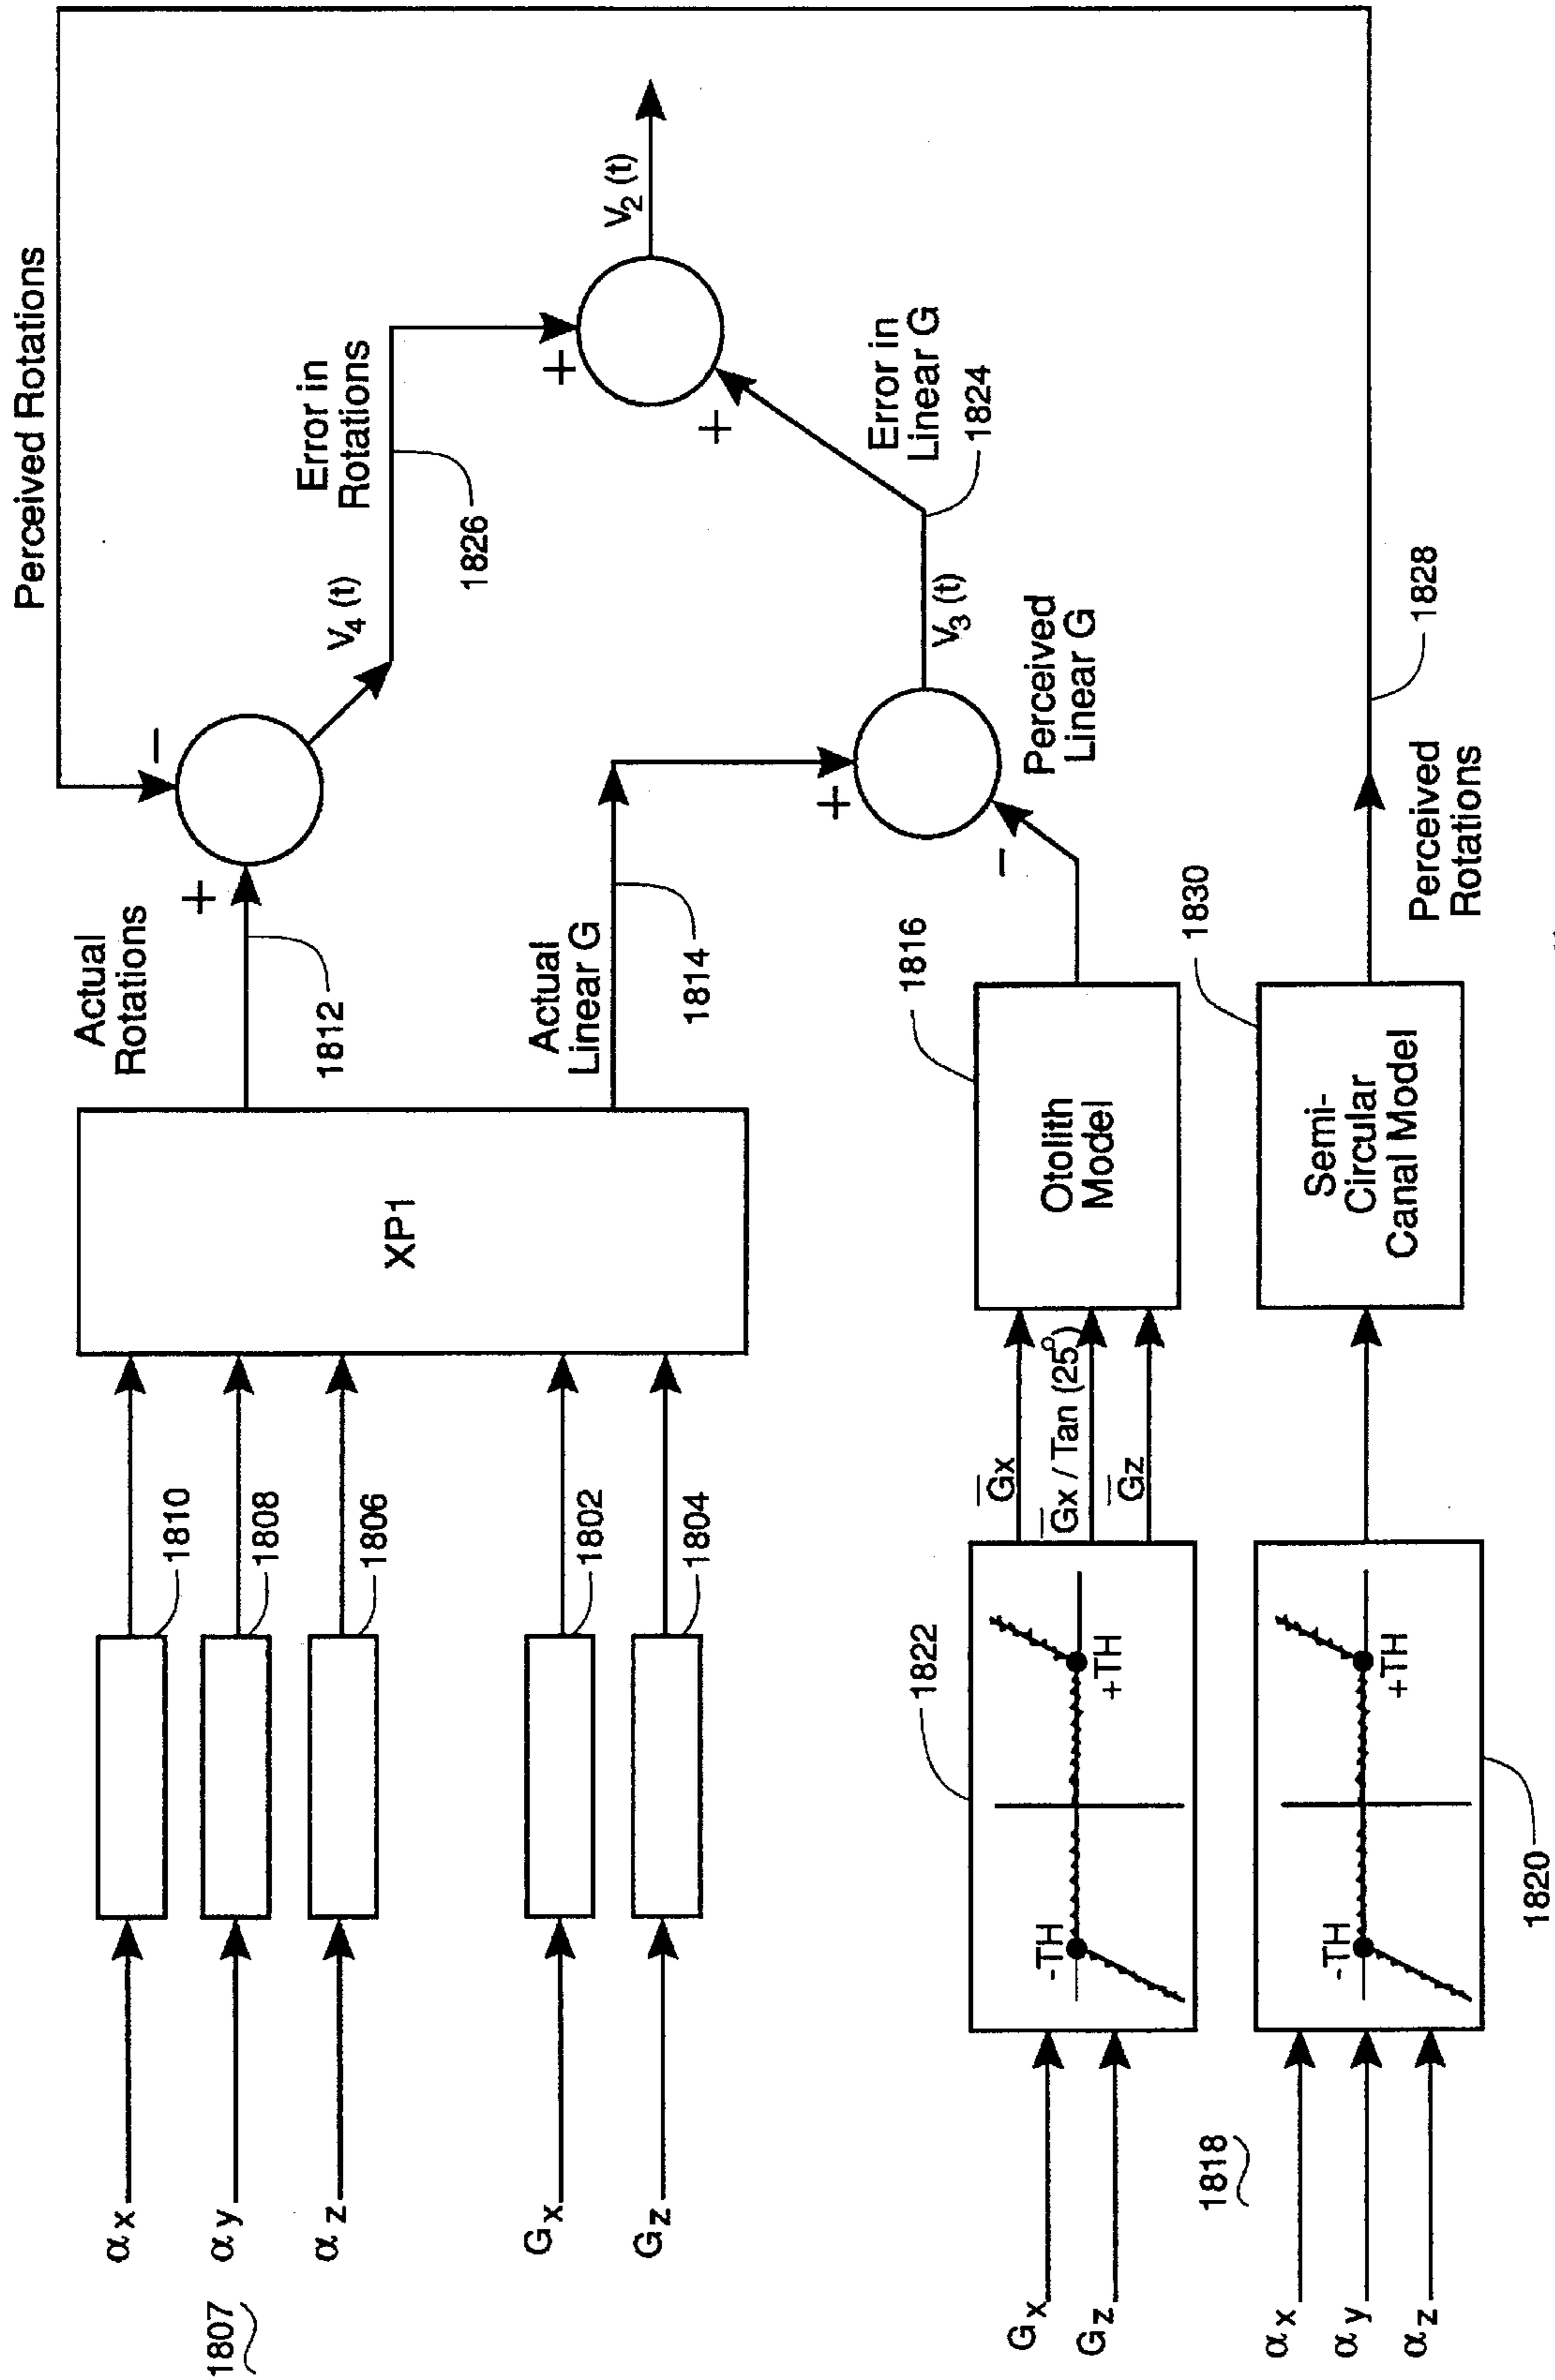 1807
αx
αy
αz
Gx
Gz
1810
1808
1806
1802
1804
XP1
Actual
Rotations
1812
Actual
Linear G
1814
+
-
Perceived Rotations
V4 (t)
Error in
Rotations
1826
+
+
V2 (t)
+
-
Perceived
Linear G
V3 (t)
Error in
Linear G
1824
Gx
Gz
-TH
+TH
1822
Gx
Gx / Tan (25°)
Gz
Otolith
Model
1816
1818
αx
αy
αz
-TH
+TH
1820
Semi-
Circular
Canal Model
1830
Perceived
Rotations
1828